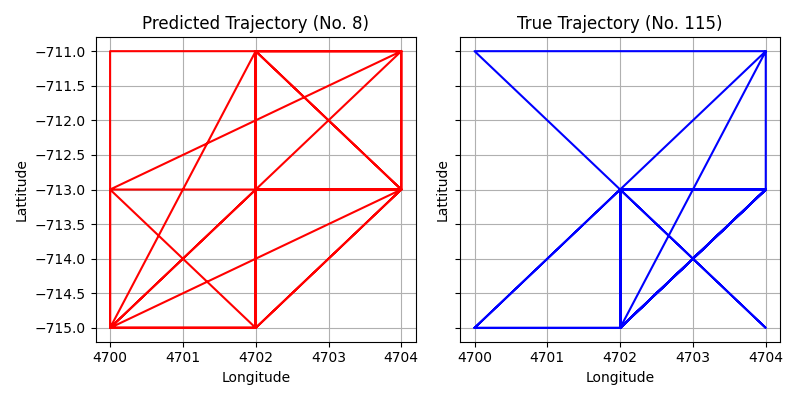 Predicted Trajectory (No. 8)
True Trajectory (No. 115)
Lattitude
−711.0
−711.5
−712.0
−712.5
−713.0
−713.5
−714.0
−714.5
−715.0
4700 4701 4702 4703 4704
Longitude
Lattitude
4700 4701 4702 4703 4704
Longitude